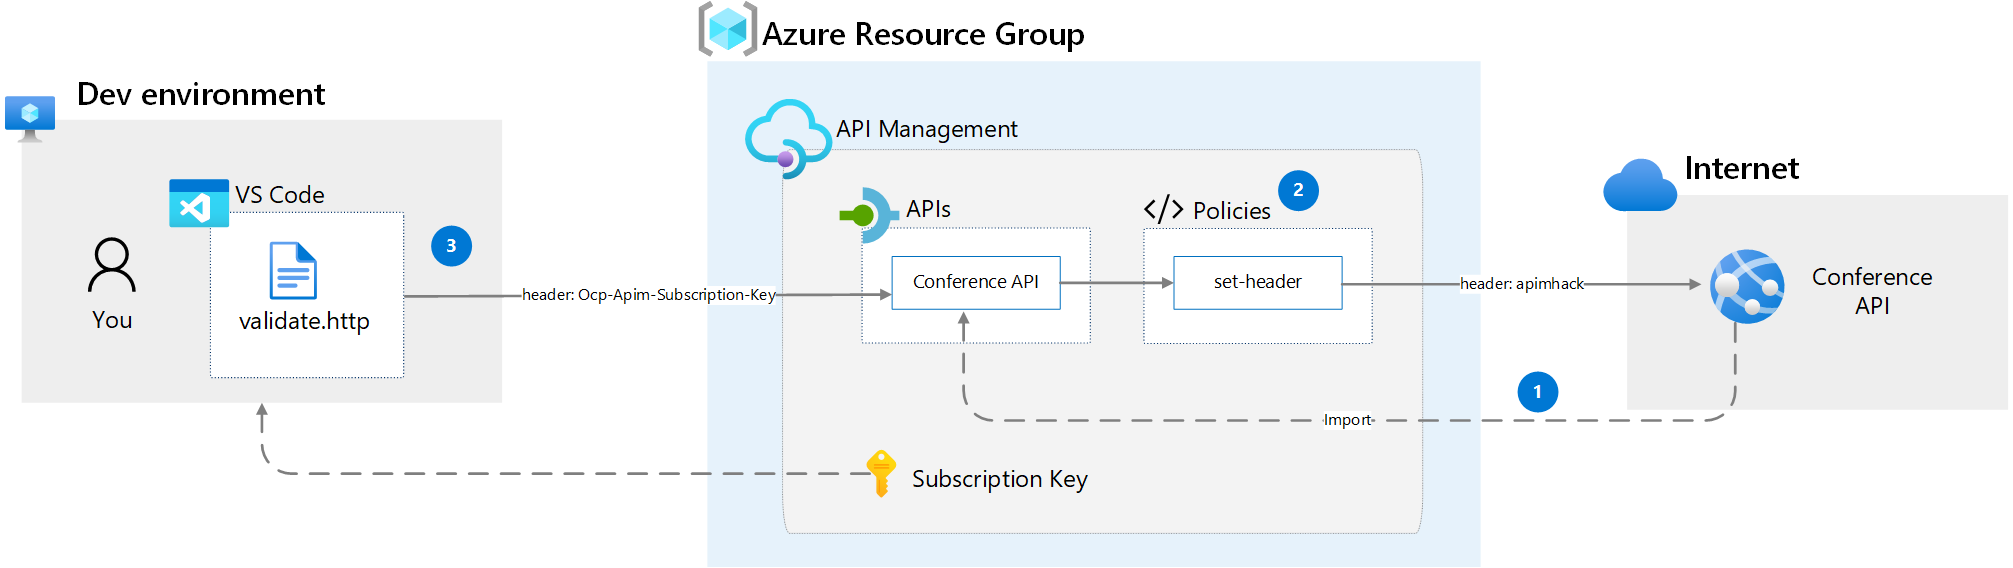 Azure Resource Group
Dev environment
API Management
Internet
2
VS Code
APIs
</> Policies
3
Conference
API
Conference API
set-header
header: Ocp-Apim-Subscription-Key
header: apimhack
You
validate.http
1
Import
Subscription Key